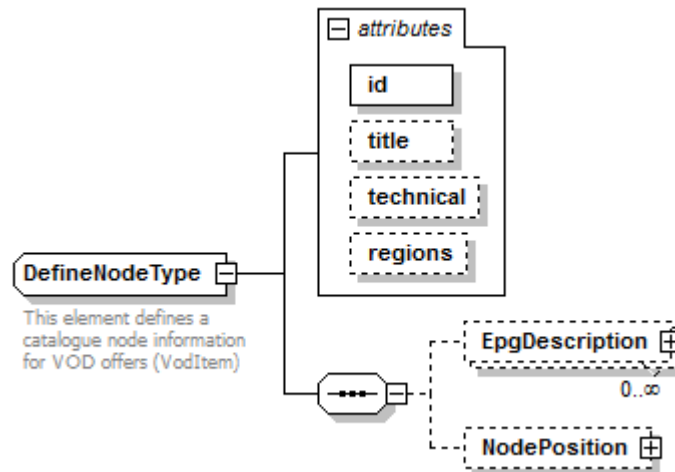 attributes
id
title
technical
regions
DefineNodeType
This element defines a
catalogue node information
for VOD offers (VodItem)
EpgDescription
0..∞
NodePosition